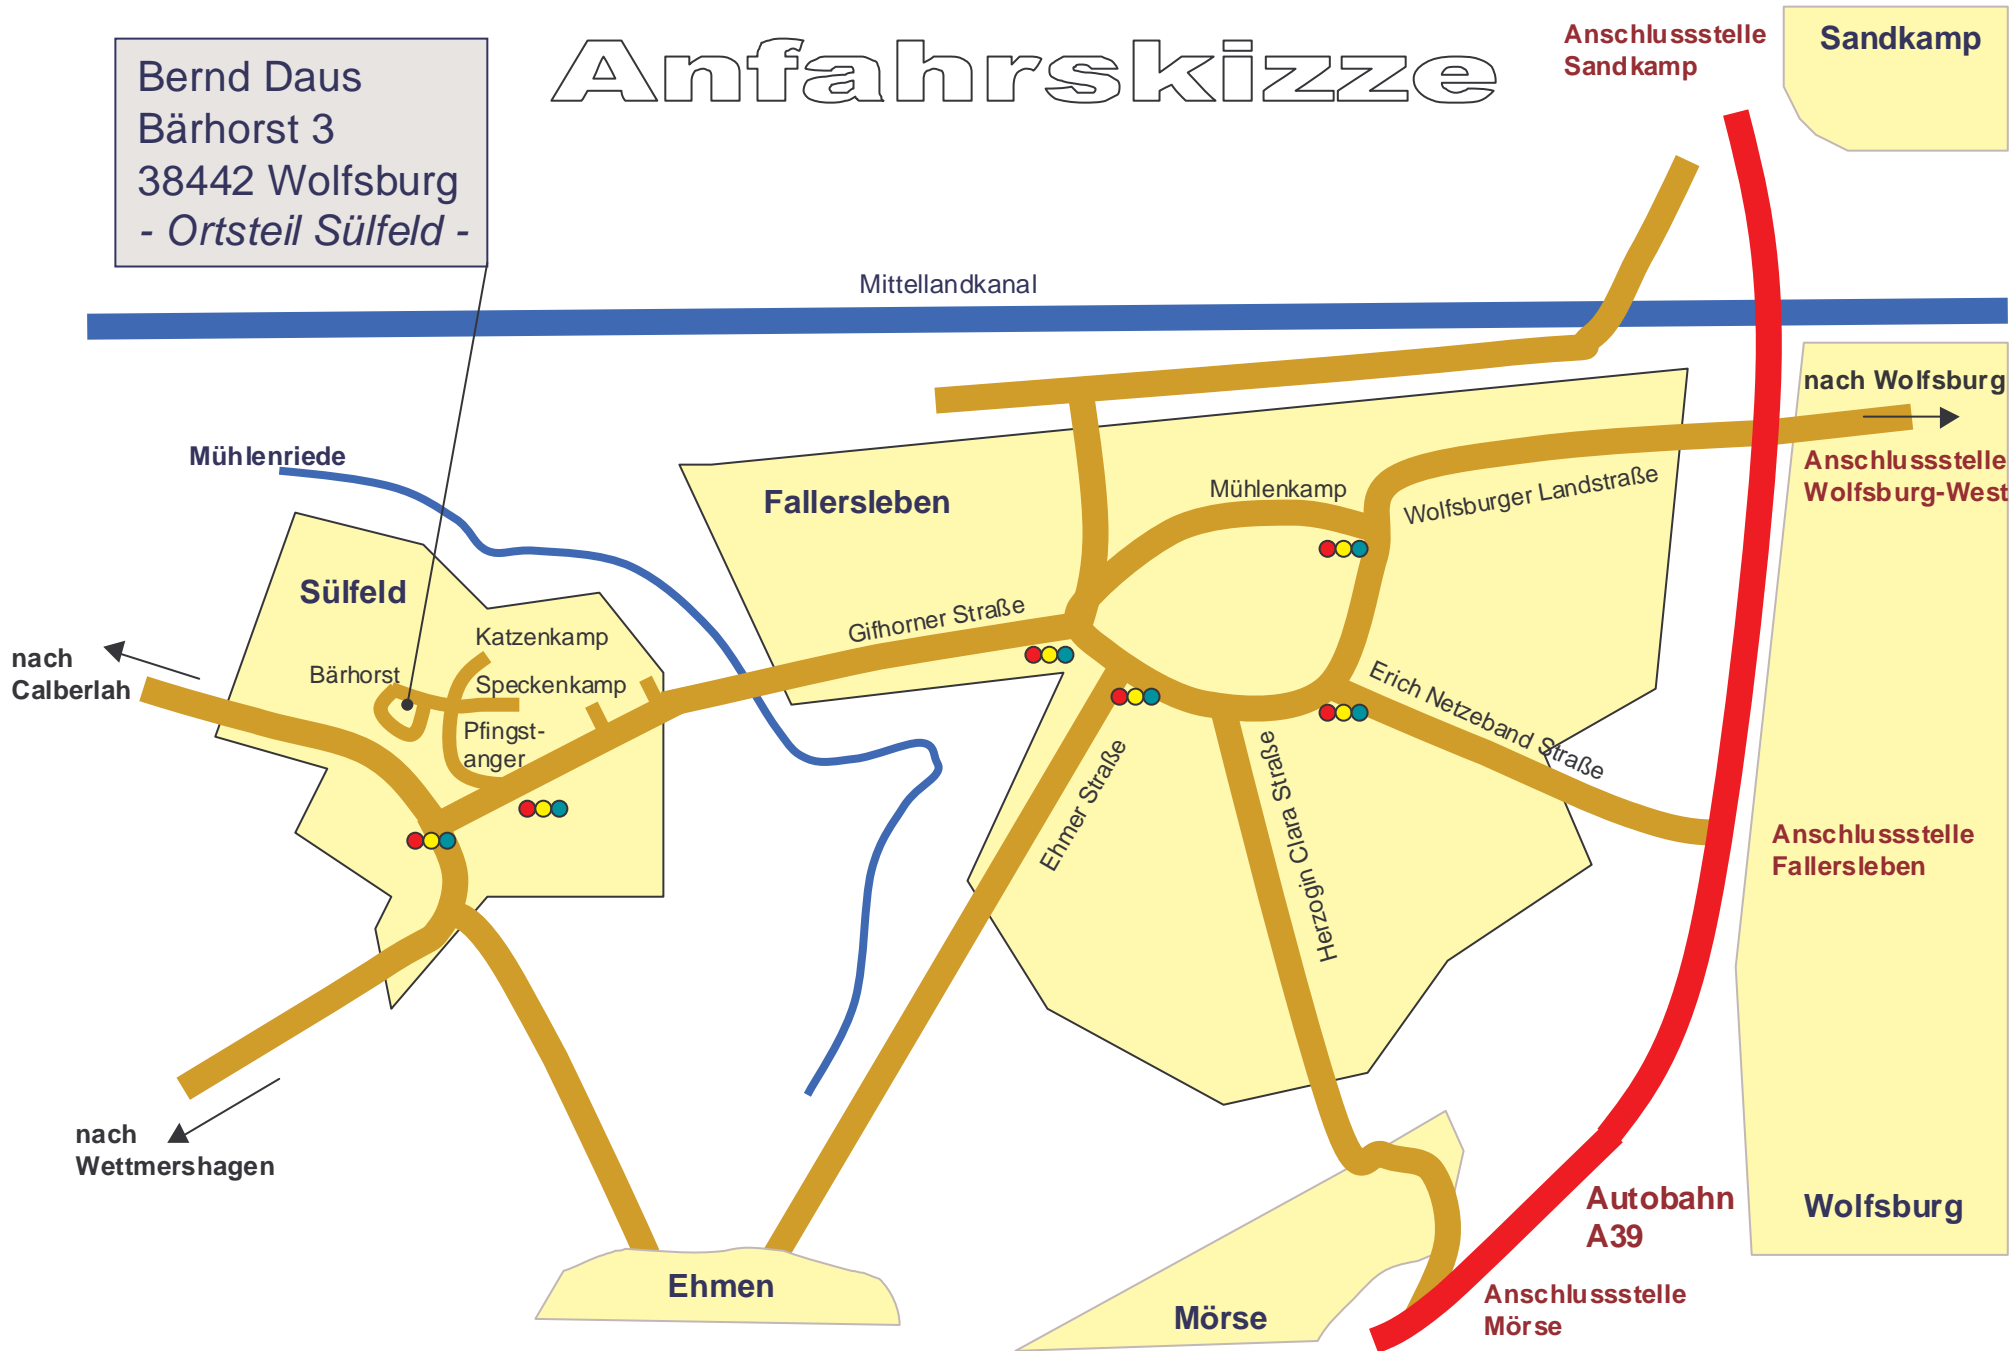 Anfahrskizze
Bernd Daus
Bärhorst 3
38442 Wolfsburg
- Ortsteil Sülfeld -
Anschlussstelle
Sandkamp
Sandkamp
Mittellandkanal
nach Wolfsburg
Anschlussstelle
Wolfsburg-West
Mühlenriede
Fallersleben
Mühlenkamp
Wolfsburger Landstraße
Sülfeld
Gifhorner Straße
Katzenkamp
Bärhorst
Speckenkamp
Pfingst-
anger
nach
Calberlah
Erich Netzeband Straße
Ehmer Straße
Herzogin Clara Straße
Anschlussstelle
Fallersleben
nach
Wettmershagen
Autobahn
A39
Wolfsburg
Ehmen
Mörse
Anschlussstelle
Mörse